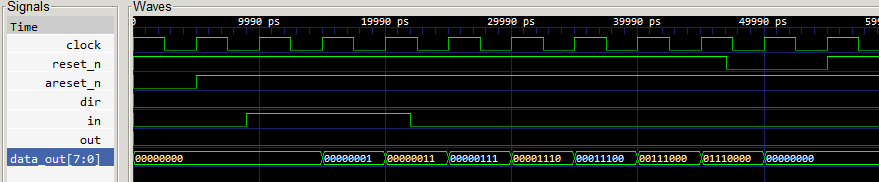 Signals
Waves
Time
0 9990 ps 19990 ps 29990 ps 39990 ps 49990 ps
clock
reset_n
areset_n
dir
in
out
data_out[7:0] 00000000 00000001 00000011 00000111 00001110 00011100 00111000 01110000 00000000